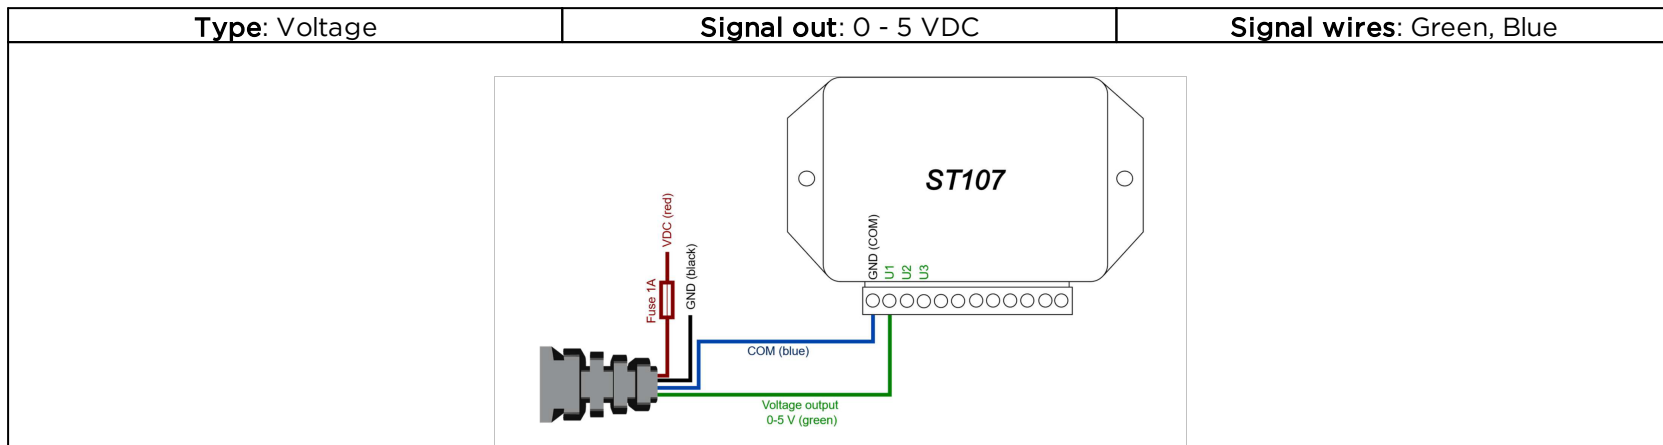 Type: Voltage
Signal out: 0 - 5 VDC
Signal wires: Green, Blue
ST107
VDC (red)
Fuse 1A
GND (black)
GND (COM)
U1
U2
U3
COM (blue)
Voltage output
0-5 V (green)